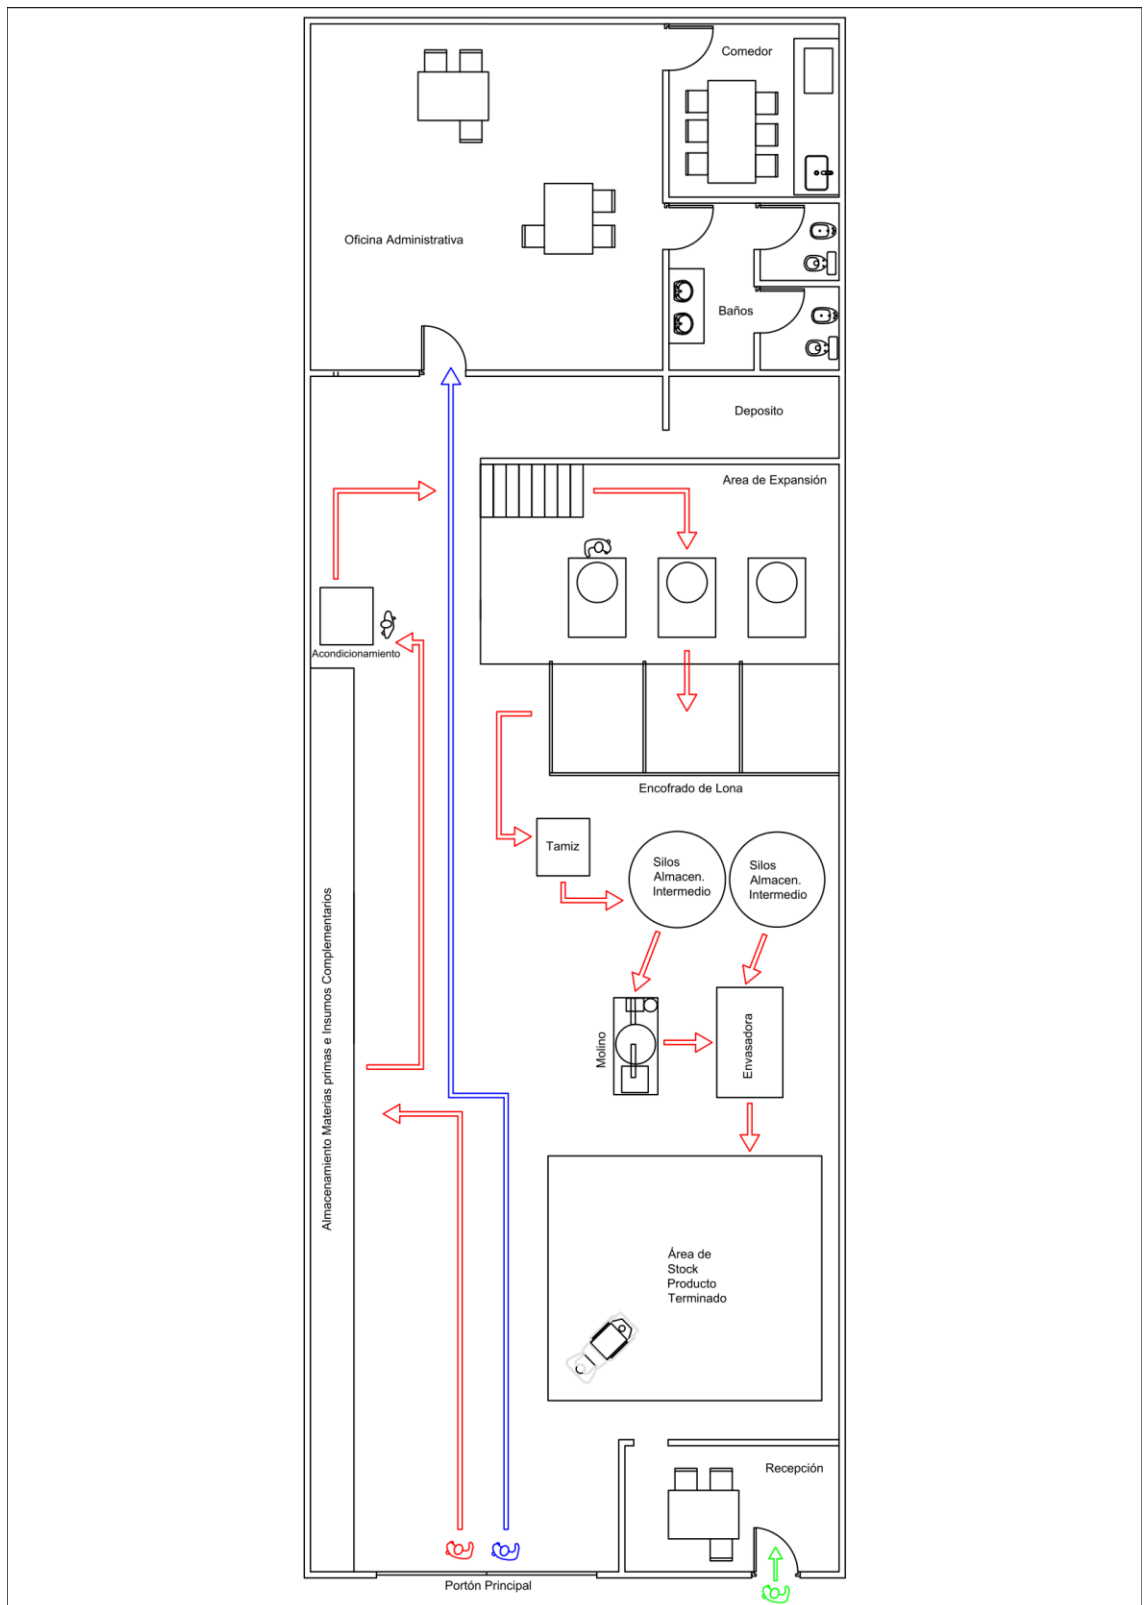 Comedor
Oficina Administrativa
Baños
Deposito
Area de Expansión
Acondicionamiento
Encofrado de Lona
Tamiz
Silos
Almacen.
Intermedio
Silos
Almacen.
Intermedio
Almacenamiento Materias primas e Insumos Complementarios
Molino
Envasadora
Área de
Stock
Producto
Terminado
Recepción
Portón Principal